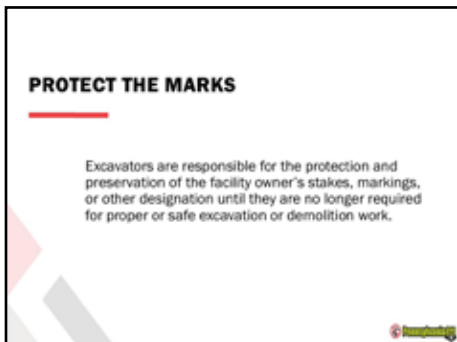 PROTECT THE MARKS
Excavators are responsible for the protection and
preservation of the facility owner's stakes, markings,
or other designation until they are no longer required
for proper or safe excavation or demolition work.